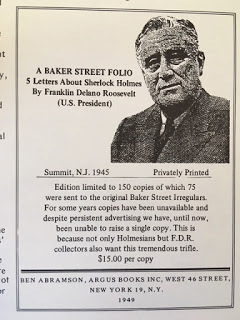 A BAKER STREET FOLIO
5 Letters About Sherlock Holmes
By Franklin Delano Roosevelt
(U.S. President)
Summit, N.J. 1945 Privately Printed
Edition limited to 150 copies of which 75
were sent to the original Baker Street Irregulars.
For some years copies have been unavailable and
despite persistent advertising we have, until now,
been unable to raise a single copy. This is
because not only Holmesians but F.D.R.
collectors also want this tremendous trifle.
$15.00 per copy
BEN ABRAMSON, ARGUS BOOKS INC, WEST 46 STREET,
NEW YORK 19, N.Y.
1949